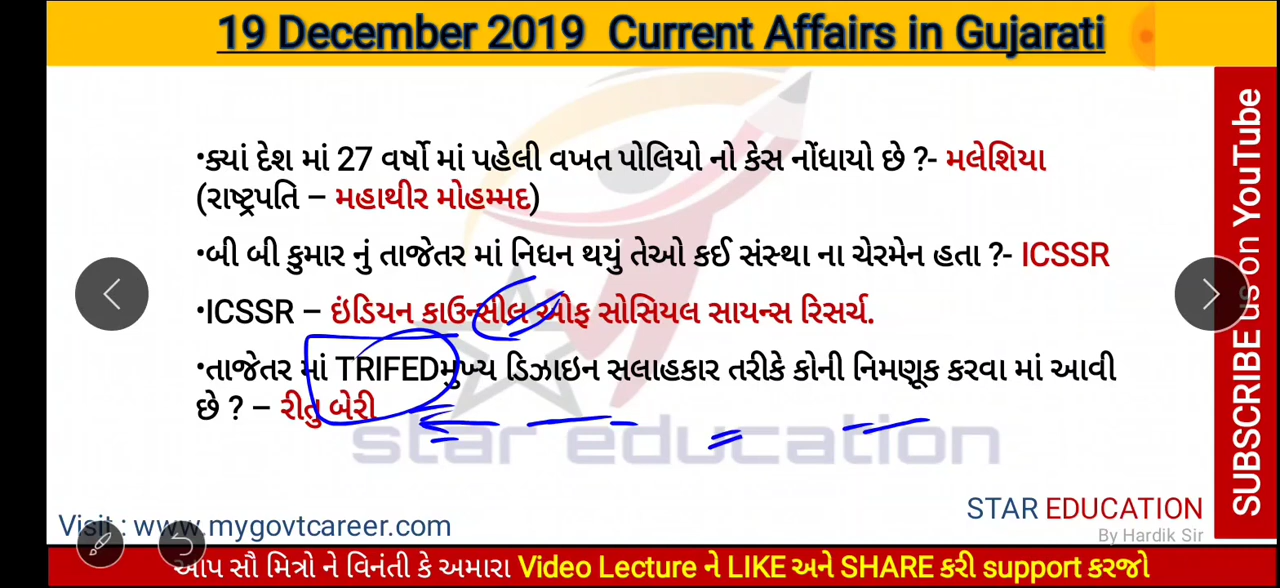 19 December 2019 Current Affairs in Gujarati
•ક્યાં દેશ માં 27 વર્ષો માં પહેલી વખત પોલિયો નો કેસ નોંધાયો છે ?- મલેશિયા
(રાષ્ટ્રપતિ – મહાથીર મોહમ્મદ)
•બી બી કુમાર નું તાજેતર માં નિધન થયું તેઓ કઈ સંસ્થા ના ચેરમેન હતા ?- ICSSR
•ICSSR – ઇંડિયન કાઉન્સીલ ઓફ સોસિયલ સાયન્સ રિસર્ચ.
•તાજેતર માં TRIFEDમુખ્ય ડિઝાઇન સલાહકાર તરીકે કોની નિમણૂક કરવા માં આવી
છે ? – રીતુ બેરી
star education
STAR EDUCATION
By Hardik Sir
Visit : www.mygovtcareer.com
આપ સૌ મિત્રો ને વિનંતી કે અમારા Video Lecture ને LIKE અને SHARE કરી support કરજો
SUBSCRIBE us on YouTube